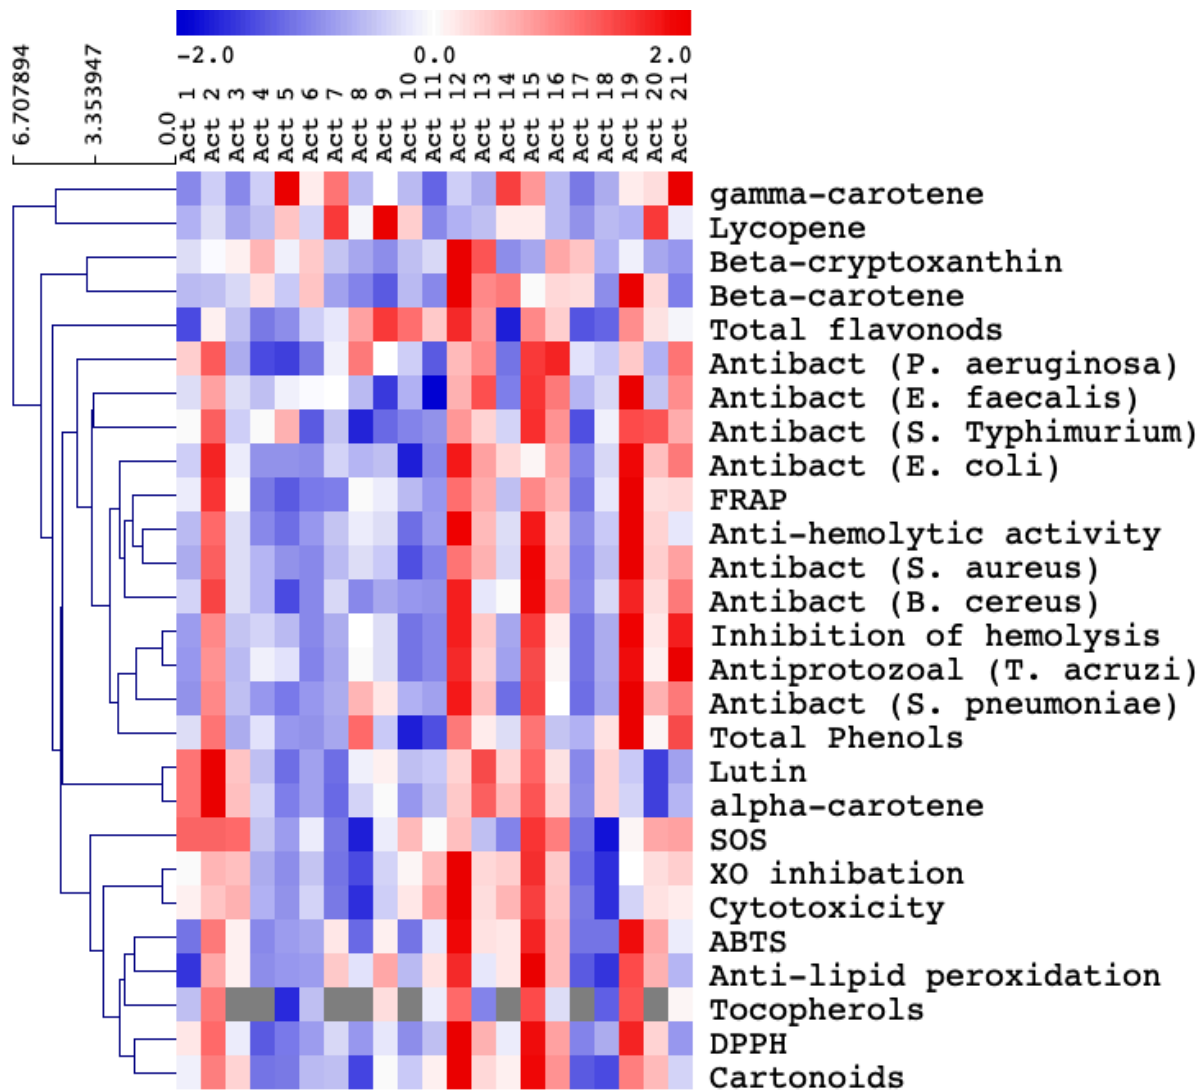 -2.0 0.0 2.0
6.707894
3.353947
0.0
Act 1
Act 2
Act 3
Act 4
Act 5
Act 6
Act 7
Act 8
Act 9
Act 10
Act 11
Act 12
Act 13
Act 14
Act 15
Act 16
Act 17
Act 18
Act 19
Act 20
Act 21
gamma-carotene
Lycopene
Beta-cryptoxanthin
Beta-carotene
Total flavonods
Antibact (P. aeruginosa)
Antibact (E. faecalis)
Antibact (S. Typhimurium)
Antibact (E. coli)
FRAP
Anti-hemolytic activity
Antibact (S. aureus)
Antibact (B. cereus)
Inhibition of hemolysis
Antiprotozoal (T. acruzi)
Antibact (S. pneumoniae)
Total Phenols
Lutin
alpha-carotene
SOS
XO inhibation
Cytotoxicity
ABTS
Anti-lipid peroxidation
Tocopherols
DPPH
Cartonoids